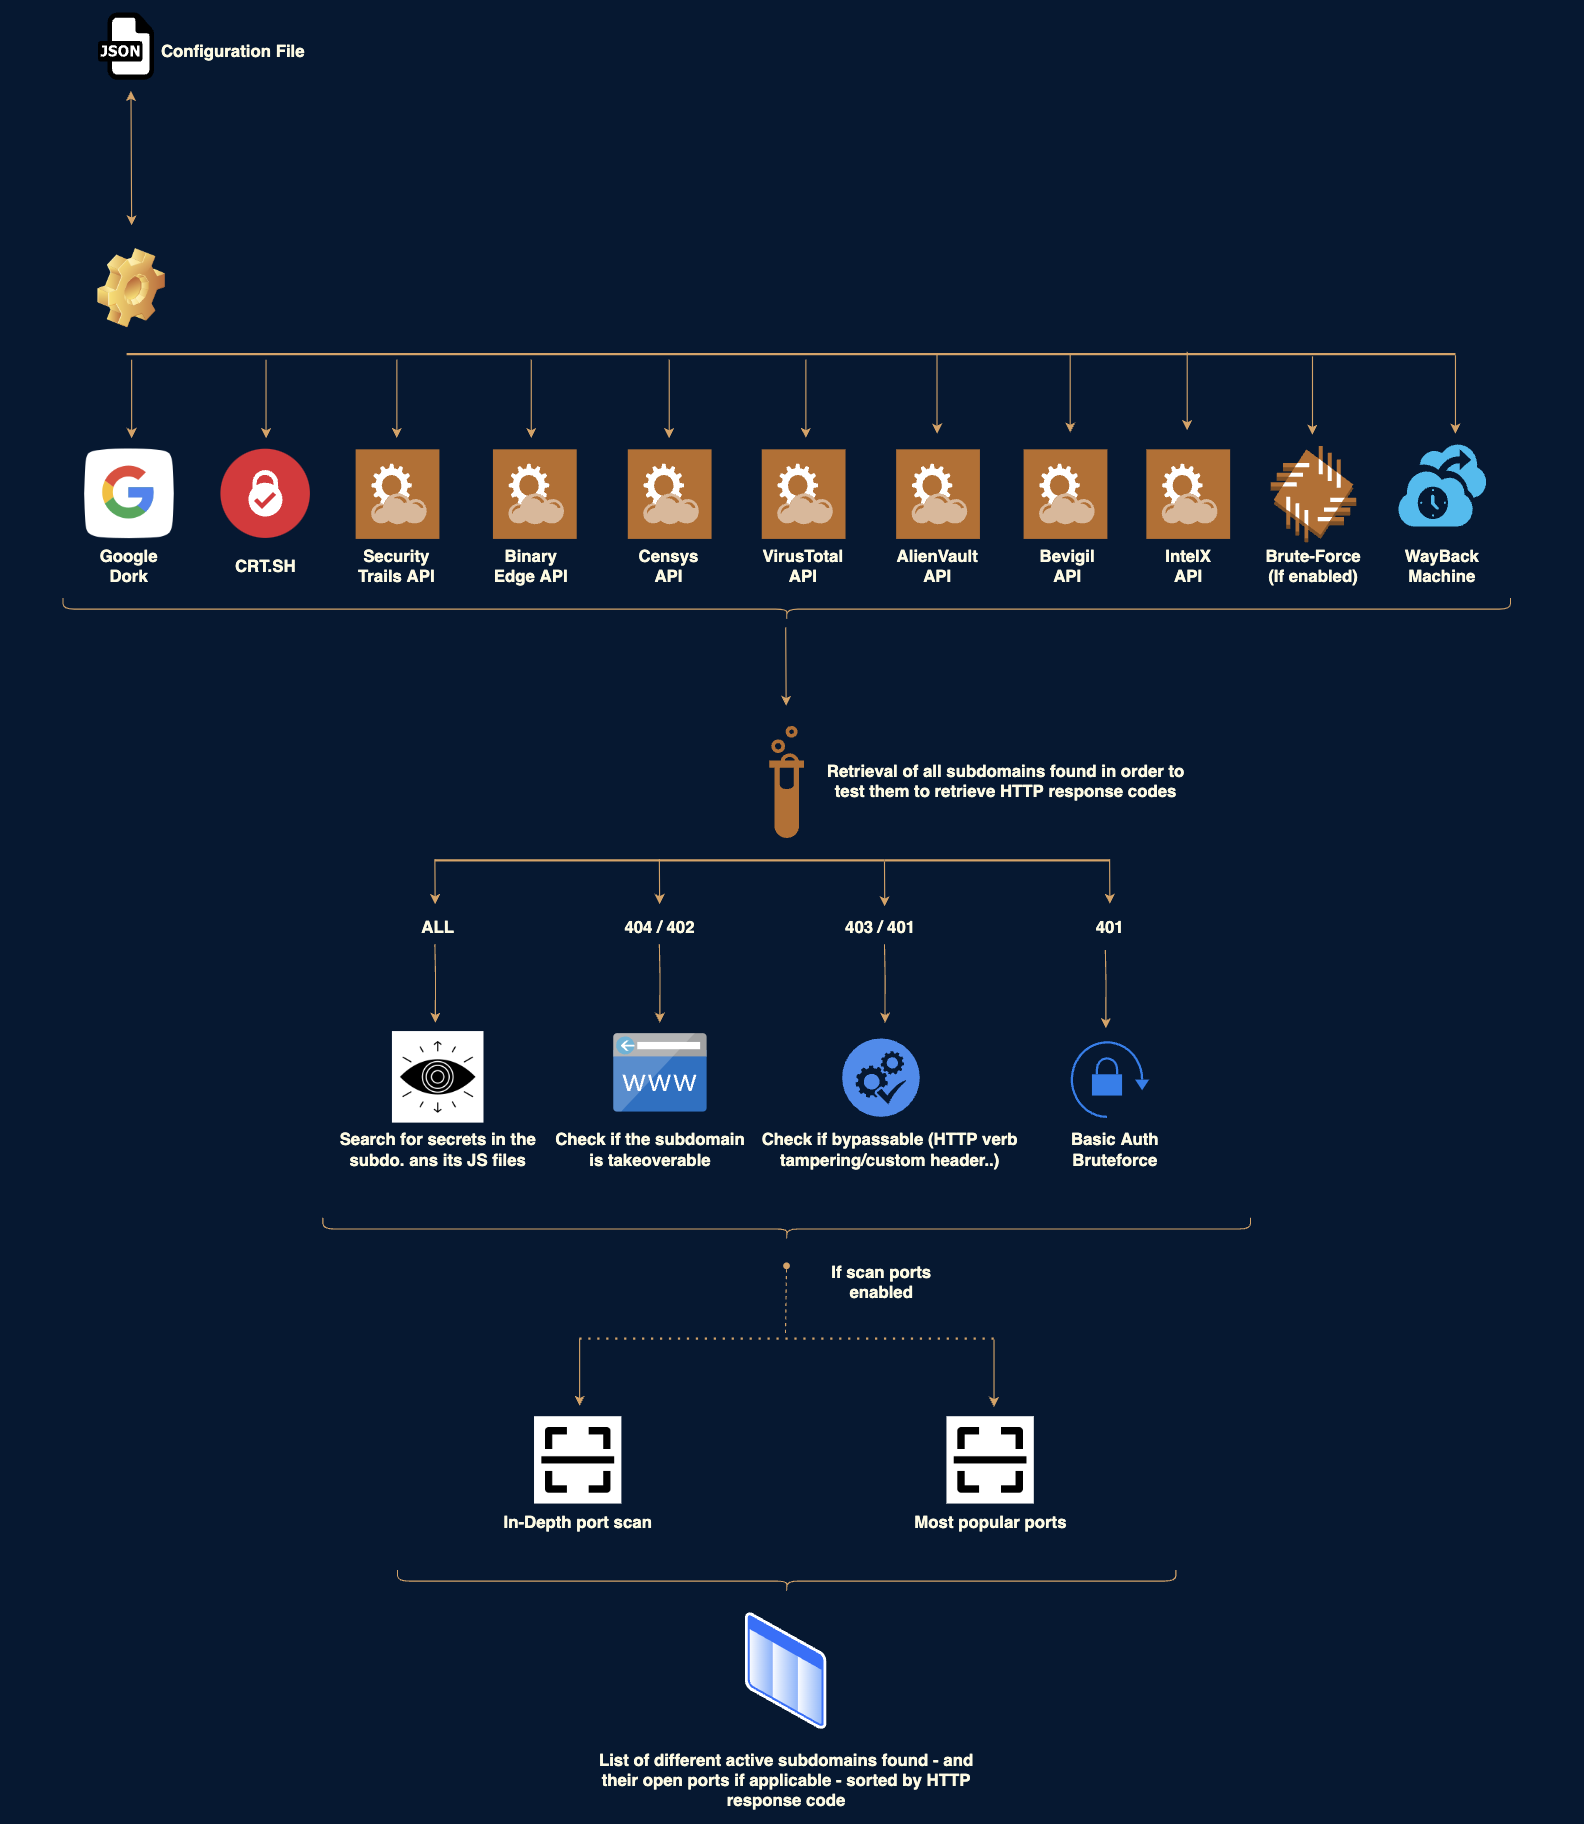 JSON
Configuration File
Google
Dork
CRT.SH
Security
Trails API
Binary
Edge API
Censys
API
VirusTotal
API
AlienVault
API
Bevigil
API
IntelX
API
Brute-Force
(If enabled)
WayBack
Machine
Retrieval of all subdomains found in order to
test them to retrieve HTTP response codes
ALL
404 / 402
403 / 401
401
WWW
Search for secrets in the
subdo. ans its JS files
Check if the subdomain
is takeoverable
Check if bypassable (HTTP verb
tampering/custom header..)
Basic Auth
Bruteforce
If scan ports
enabled
In-Depth port scan
Most popular ports
List of different active subdomains found - and
their open ports if applicable - sorted by HTTP
response code